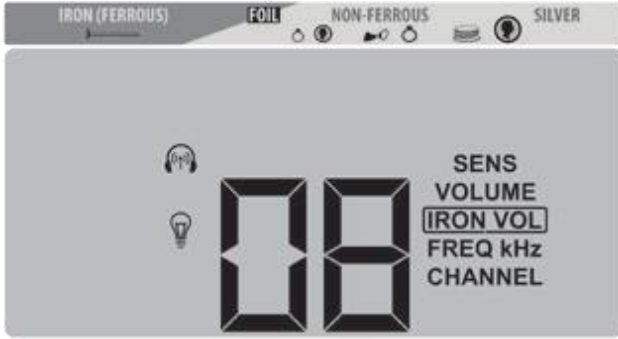 IRON (FERROUS) FOIL NON-FERROUS SILVER
SENS
VOLUME
IRON VOL
FREQ kHz
CHANNEL
08